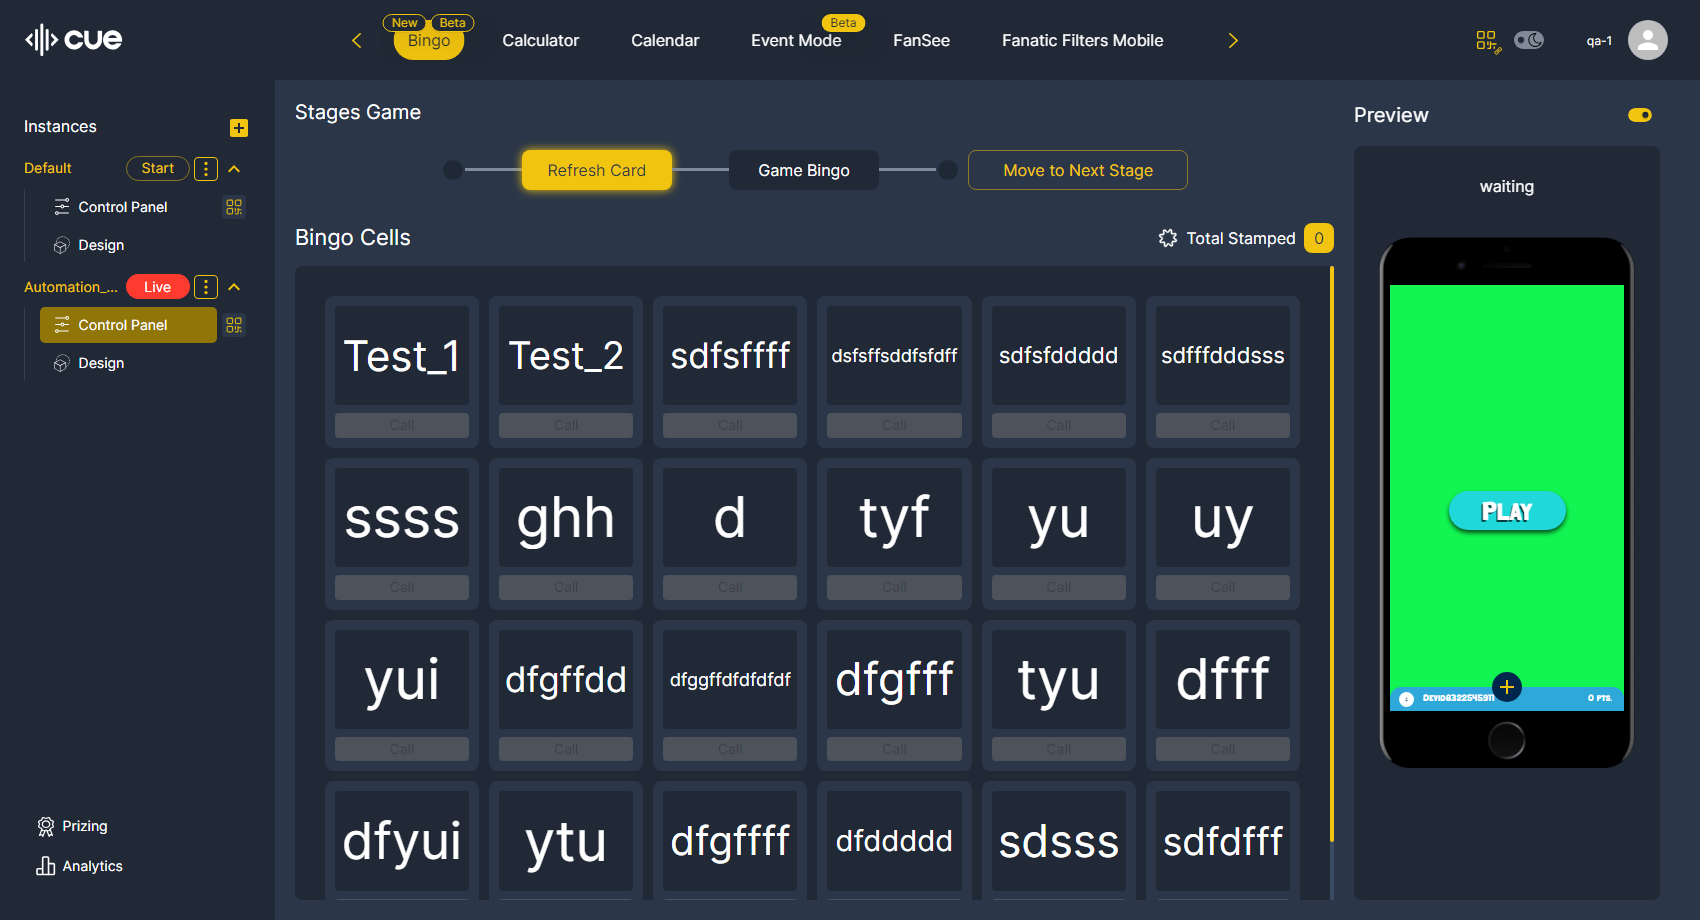 cue
New Beta
Bingo
Calculator
Calendar
Beta
Event Mode
FanSee
Fanatic Filters Mobile
qa-1
Instances
Default
Start
Control Panel
Design
Automation_...
Live
Control Panel
Design
Prizing
Analytics
Stages Game
Refresh Card
Game Bingo
Move to Next Stage
Bingo Cells
Total Stamped 0
Test_1 Test_2 sdfsffff dsfsffsddfsfdff sdfsfddddd sdfffdddsss
Call Call Call Call Call Call
ssss ghh d tyf yu uy
Call Call Call Call Call Call
yui dfgffdd dfggffdfdfdfdf dfgfff tyu dfff
Call Call Call Call Call Call
dfyui ytu dfgffff dfddddd sdsss sdfdfff
Preview
waiting
PLAY
0 PTS.